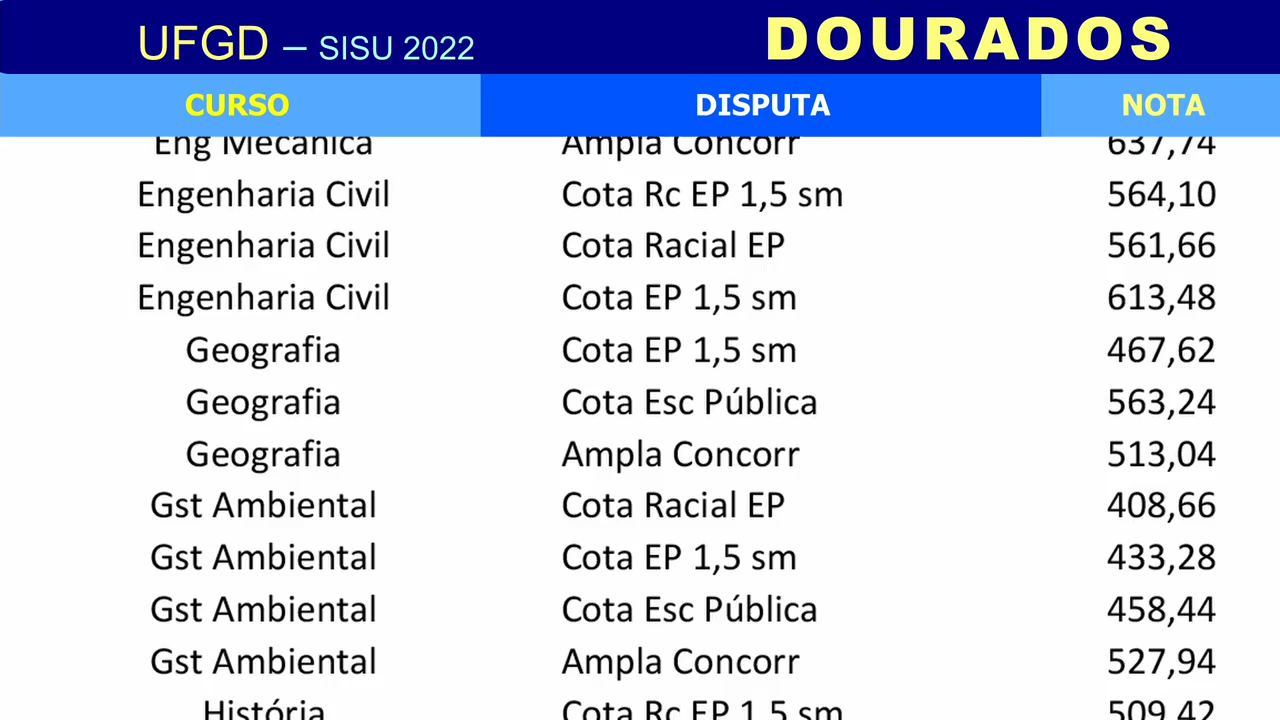 UFGD – SISU 2022 DOURADOS
CURSO DISPUTA NOTA
Eng Mecânica Ampla Concorr 637,74
Engenharia Civil Cota Rc EP 1,5 sm 564,10
Engenharia Civil Cota Racial EP 561,66
Engenharia Civil Cota EP 1,5 sm 613,48
Geografia Cota EP 1,5 sm 467,62
Geografia Cota Esc Pública 563,24
Geografia Ampla Concorr 513,04
Gst Ambiental Cota Racial EP 408,66
Gst Ambiental Cota EP 1,5 sm 433,28
Gst Ambiental Cota Esc Pública 458,44
Gst Ambiental Ampla Concorr 527,94
História Cota Rc EP 1,5 sm 509,42